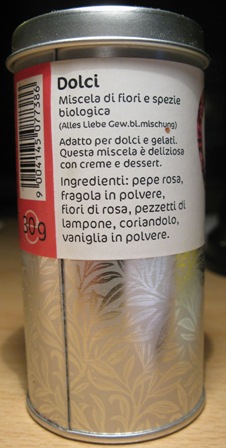 Dolci
Miscela di fiori e spezie
biologica
(Alles Liebe Gew.bl.mischung)
Adatto per dolci e gelati.
Questa miscela è deliziosa
con creme e dessert.
Ingredienti: pepe rosa,
fragola in polvere,
fiori di rosa, pezzetti di
lampone, coriandolo,
vaniglia in polvere.
9004145077386
30g